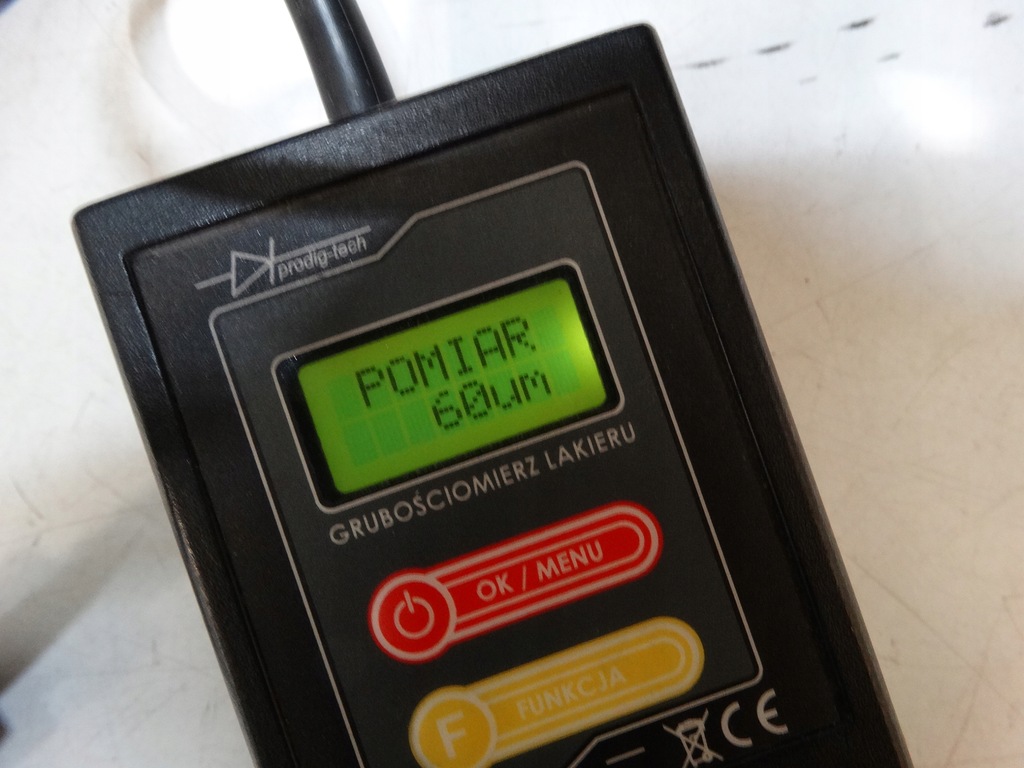 prodig-tech
POMIAR
60um
GRUBOŚCIOMIERZ LAKIERU
OK / MENU
F FUNKCJA
CE